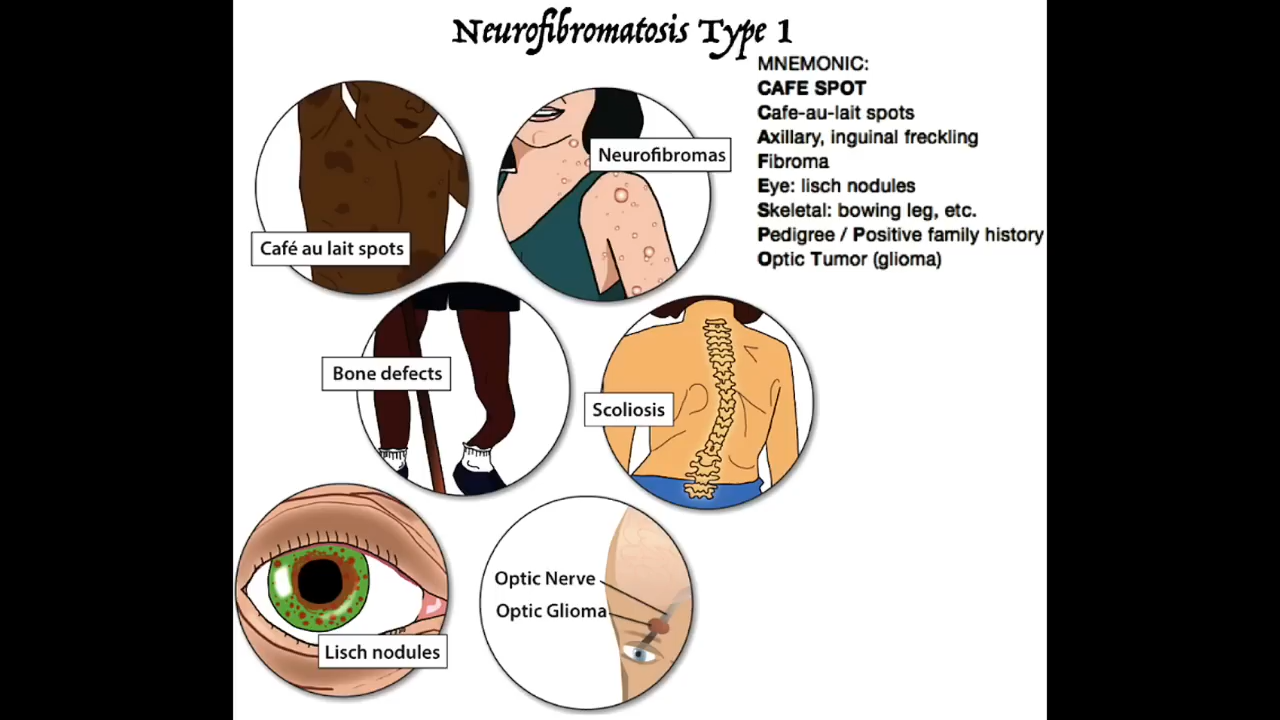 Neurofibromatosis Type 1
MNEMONIC:
CAFE SPOT
Cafe-au-lait spots
Axillary, inguinal freckling
Fibroma
Eye: lisch nodules
Skeletal: bowing leg, etc.
Pedigree / Positive family history
Optic Tumor (glioma)
Neurofibromas
Café au lait spots
Bone defects
Scoliosis
Optic Nerve
Optic Glioma
Lisch nodules